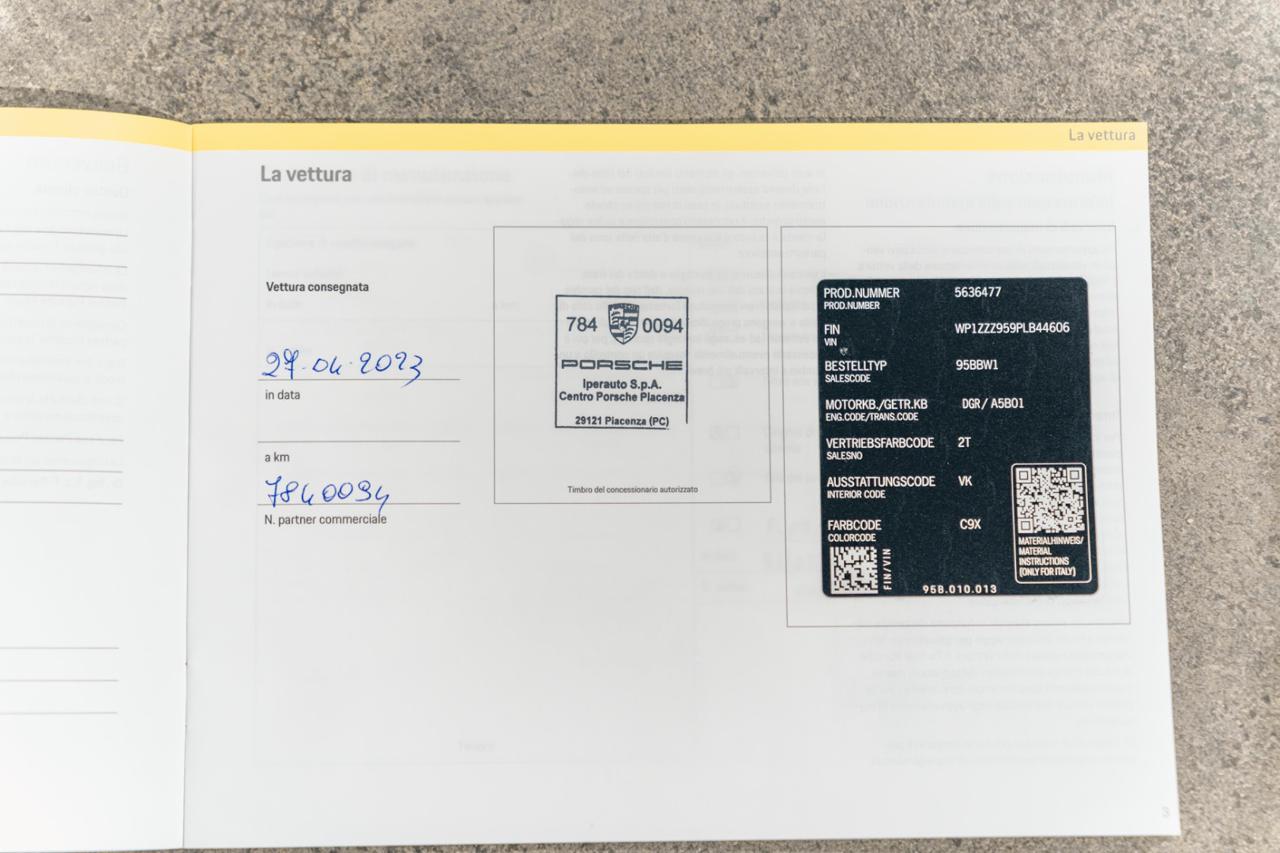 La vettura
La vettura
Vettura consegnata
27.04.2023
in data
a km
7840094
N. partner commerciale
784 0094
PORSCHE
Iperauto S.p.A.
Centro Porsche Piacenza
29121 Piacenza (PC)
Timbro del concessionario autorizzato
PROD.NUMMER 5636477
PROD.NUMBER
FIN WP1ZZZ959PLB44606
VIN
BESTELLTYP 95BBW1
SALESCODE
MOTORKB./GETR.KB DGR/ A5B01
ENG.CODE/TRANS.CODE
VERTRIEBSFARBCODE 2T
SALESNO
AUSSTATTUNGSCODE VK
INTERIOR CODE
FARBCODE C9X
COLORCODE
FIN/VIN
MATERIALHINWEIS/
MATERIAL
INSTRUCTIONS
(ONLY FOR ITALY)
95B.010.013
3